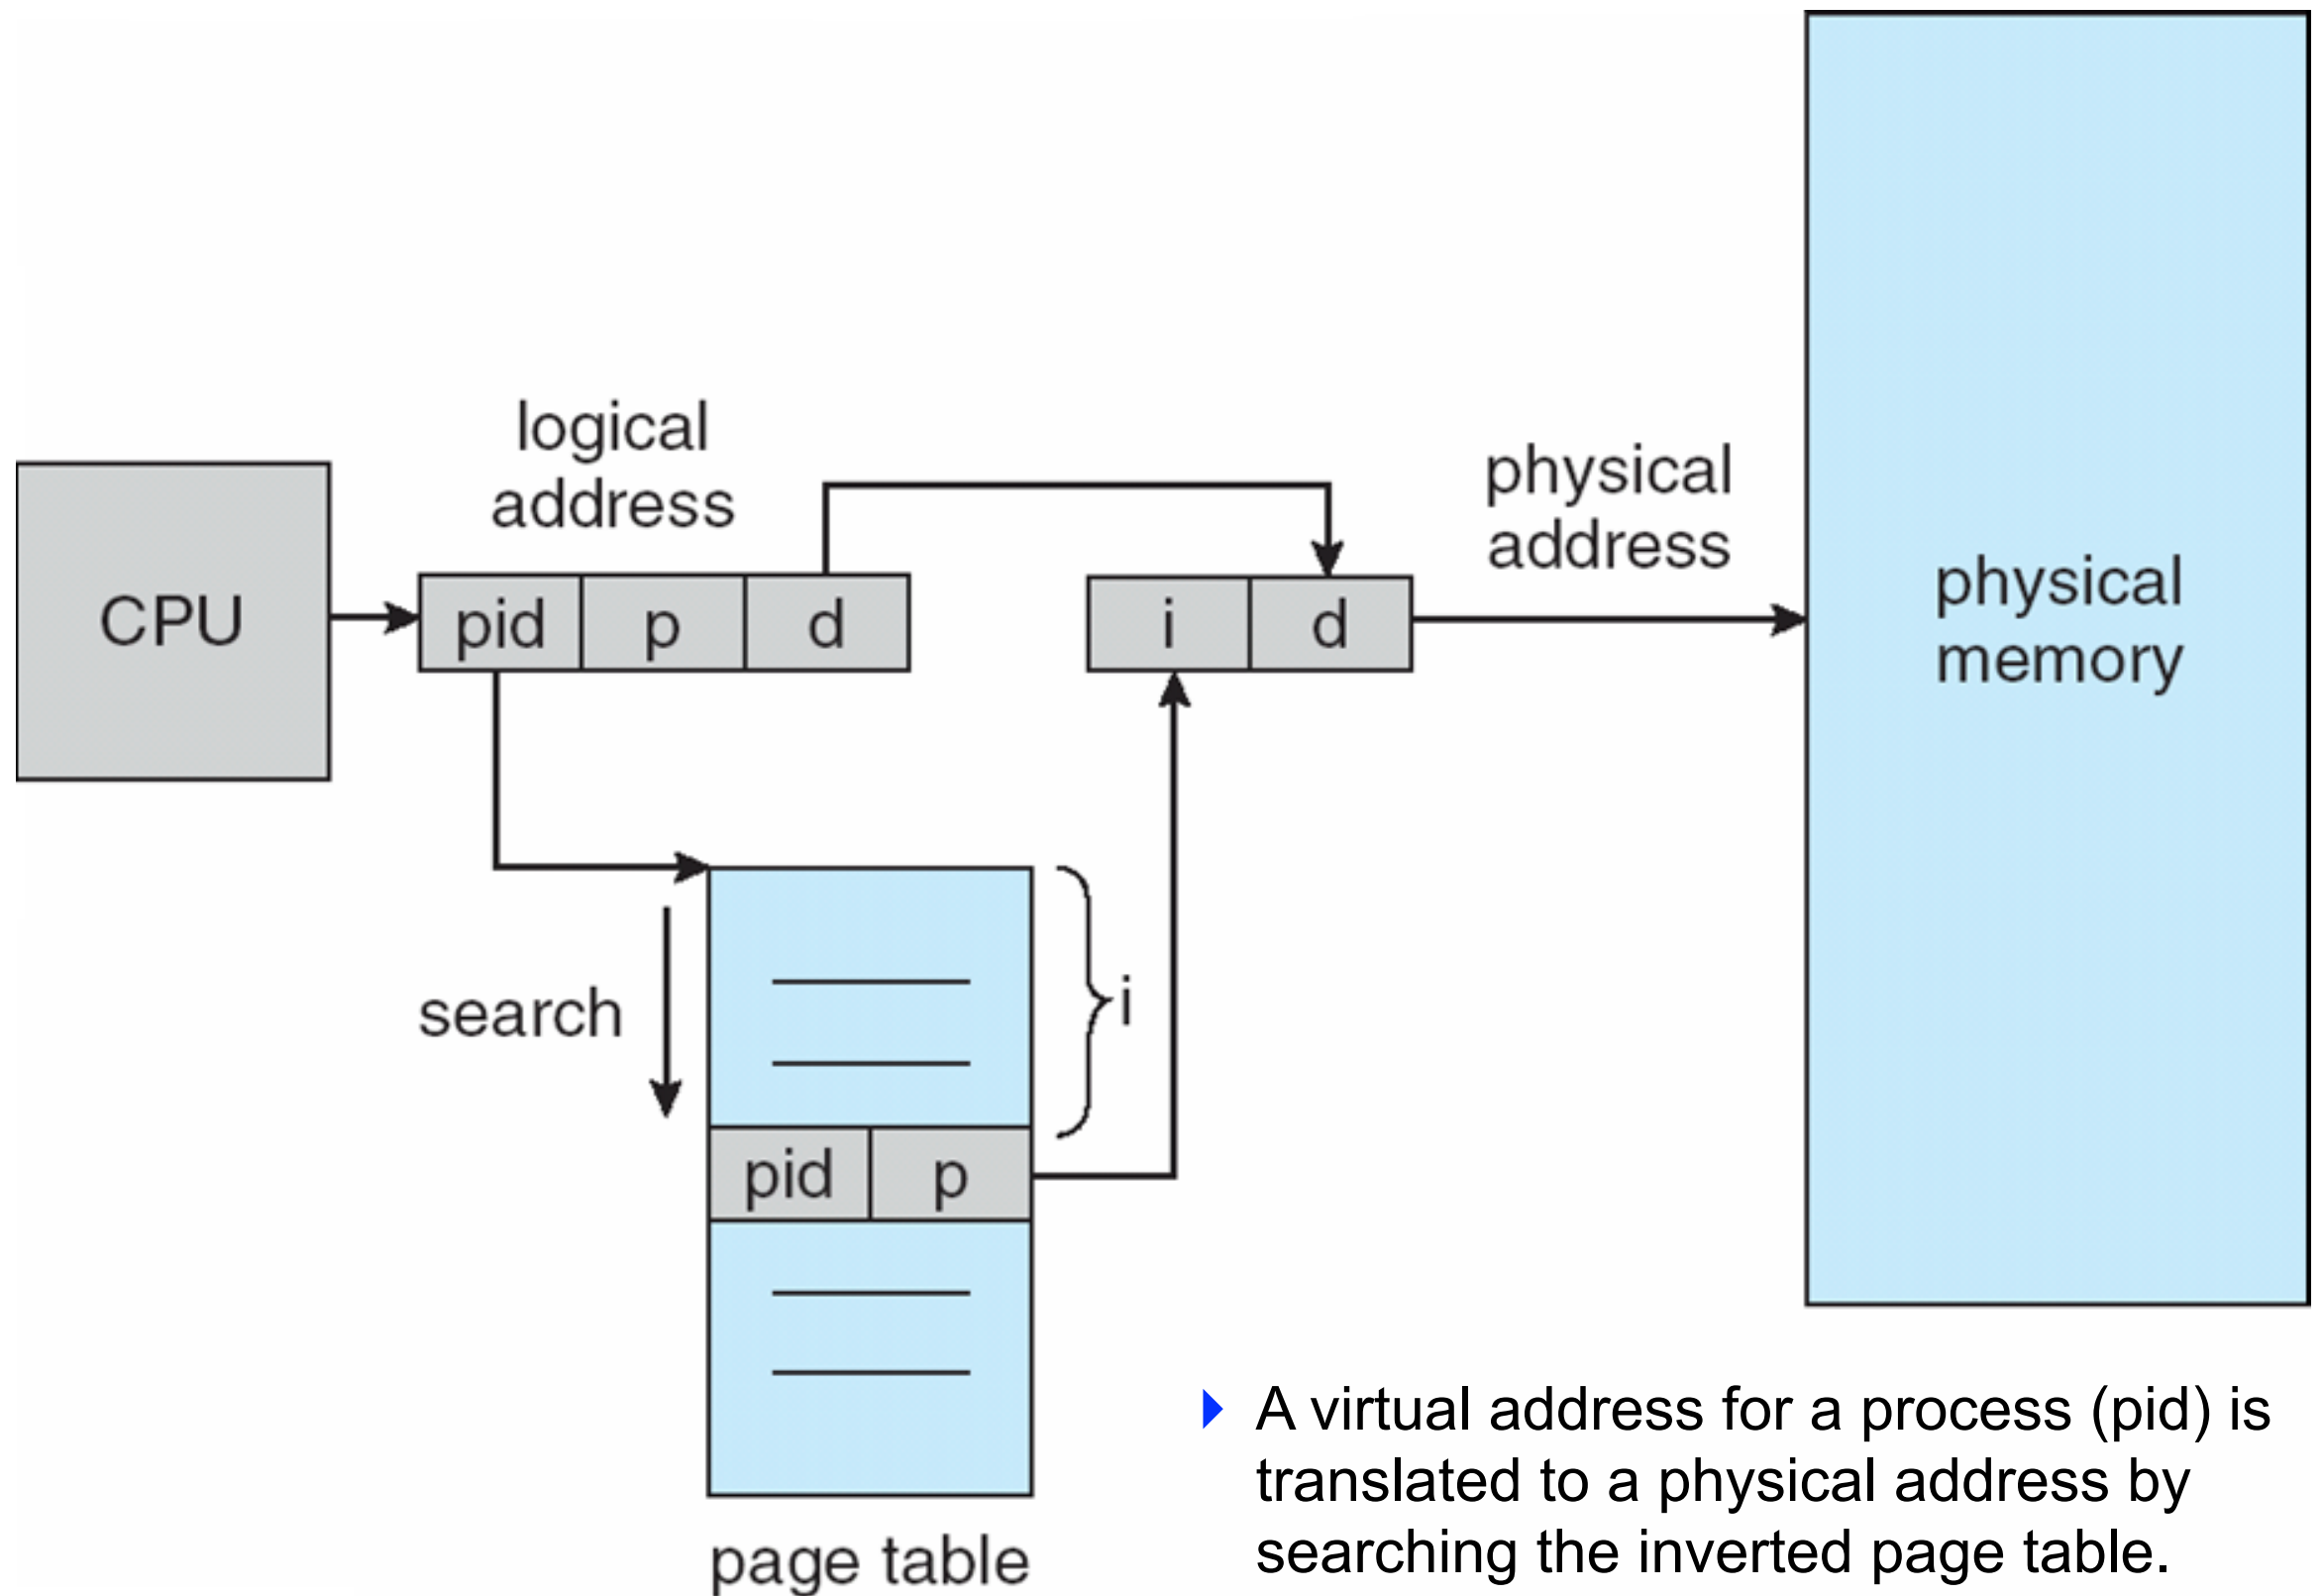 logical
address
physical
address
CPU
pid p d
i d
physical
memory
search
i
pid p
page table
A virtual address for a process (pid) is
translated to a physical address by
searching the inverted page table.